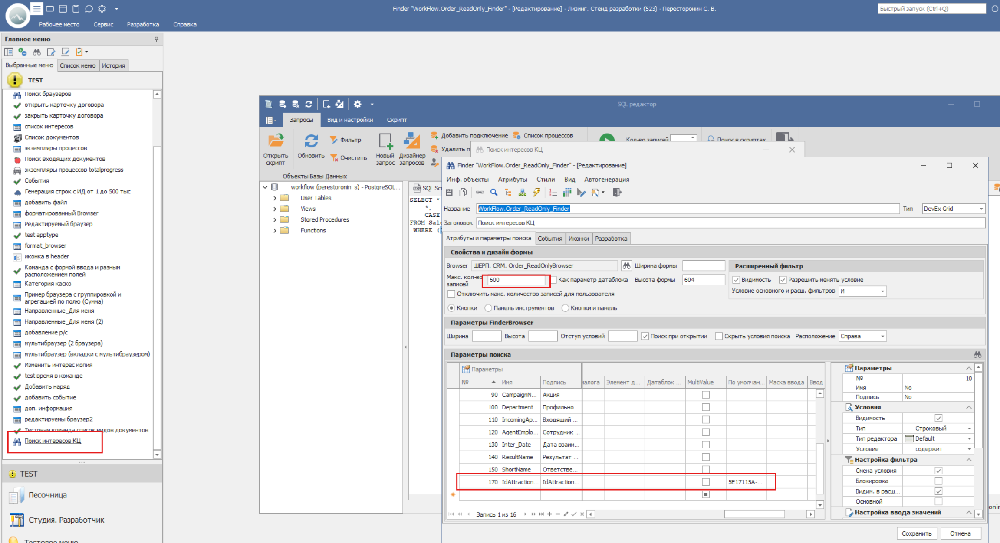 Finder "WorkFlow.Order_ReadOnly_Finder" - [Редактирование] - Лизинг. Стенд разработки (523) - Пересторонин С. В.
Быстрый запуск (Ctrl+Q)
Рабочее место Сервис Разработка Справка
Главное меню
Выбранные меню Список меню История
TEST
Поиск браузеров
открыть карточку договора
закрыть карточку договора
список интересов
Список документов
экземпляры процессов
Поиск входящих документов
экземпляры процессов totalprogress
События
Генерация строк с ИД от 1 до 500 тыс
добавить файл
форматированный Browser
Редактируемый браузер
test apptype
format_browser
иконка в header
Команда с формой ввода и разным
расположением полей
Категория каско
Пример браузера с группировкой и
агрегацией по полю (Сумма)
Направленные_Для меня
Направленные_Для меня (2)
добавление р/с
мультибраузер (2 браузера)
мультибраузер (вкладки с мультибраузером)
Изменить интерес копия
test время в команде
Добавить наряд
добавить событие
доп. информация
редактируемы браузер2
Тестовая команда список видов документов
Поиск интересов КЦ
TEST
Песочница
Студия. Разработчик
Тестовое меню
SQL редактор
Запросы Вид и настройки Скрипт
Открыть скрипт
Обновить
Фильтр
Очистить
Новый запрос
Дизайнер запросов
Добавить подключение
Список процессов
Удалить п
Кол-во записей
Поиск в скриптах
Объекты Базы Данных
workflow (perestoronin_s) - PostgreSQL...
User Tables
Views
Stored Procedures
Functions
SQL Sc
SELECT *
*,
CASE
FROM Sale
WHERE (
Поиск интересов КЦ
Finder "WorkFlow.Order_ReadOnly_Finder" - [Редактирование]
Инф. объекты Атрибуты Стили Вид Автогенерация
Название WorkFlow.Order_ReadOnly_Finder Тип DevEx Grid
Заголовок Поиск интересов КЦ
Атрибуты и параметры поиска События Иконки Разработка
Свойства и дизайн формы
Browser ШЕРП. CRM. Order_ReadOnlyBrowser Ширина формы
Расширенный фильтр
Макс. кол-во записей 600 Как параметр датаблока Высота формы 604
Видимость Разрешить менять условие
Отключить макс. количество записей для пользователя
Условие основного и расш. фильтров И
Кнопки Панель инструментов Кнопки и панель
Параметры FinderBrowser
Ширина Высота Отступ условий Поиск при открытии Скрыть условия поиска Расположение Справа
Параметры поиска
Параметры
№ Имя Подпись иалога Элемент д... Датаблок ... MultiValue По умолчан... Маска ввода Ввод
90 CampaignN... Акция
100 Department... Профильно...
110 IncomingAp... Входящий ...
120 AgentEmplo... Сотрудник ...
130 Inter_Date Дата взаим...
140 ResultName Результат ...
150 ShortName Ответстве...
170 IdAttraction... IdAttraction... 5E17115A-...
Запись 1 из 16
Параметры
№ 10
Имя No
Подпись No
Условия
Видимость
Тип Строковый
Тип редактора Default
Условие содержит
Настройка фильтра
Смена условия
Блокировка
Видим. в расш...
Основной
Настройка ввода значений
Сохранить Отмена